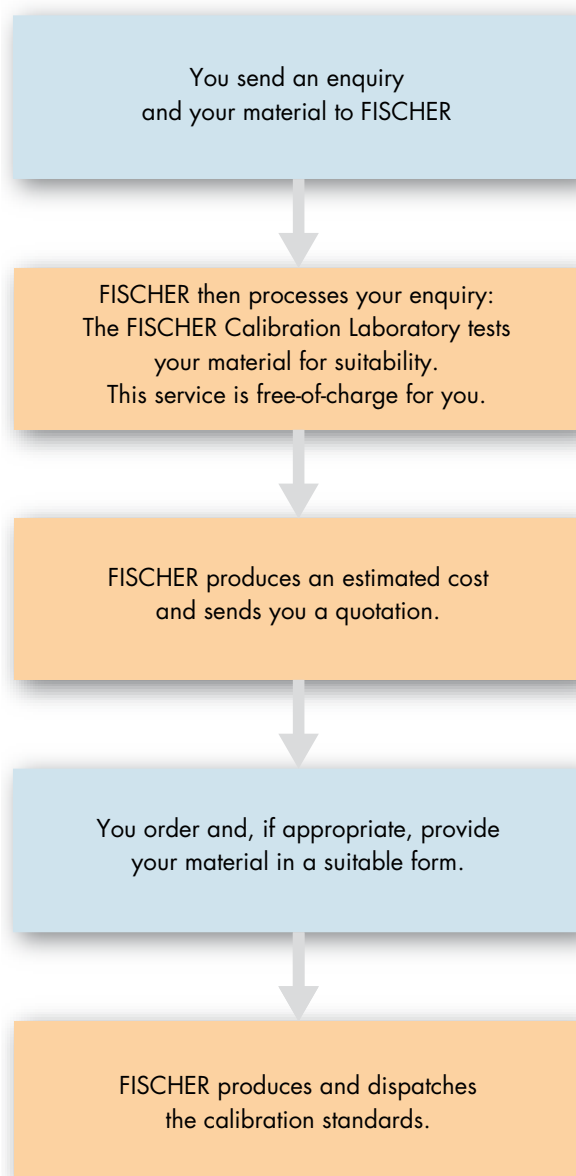 You send an enquiry
and your material to FISCHER
FISCHER then processes your enquiry:
The FISCHER Calibration Laboratory tests
your material for suitability.
This service is free-of-charge for you.
FISCHER produces an estimated cost
and sends you a quotation.
You order and, if appropriate, provide
your material in a suitable form.
FISCHER produces and dispatches
the calibration standards.